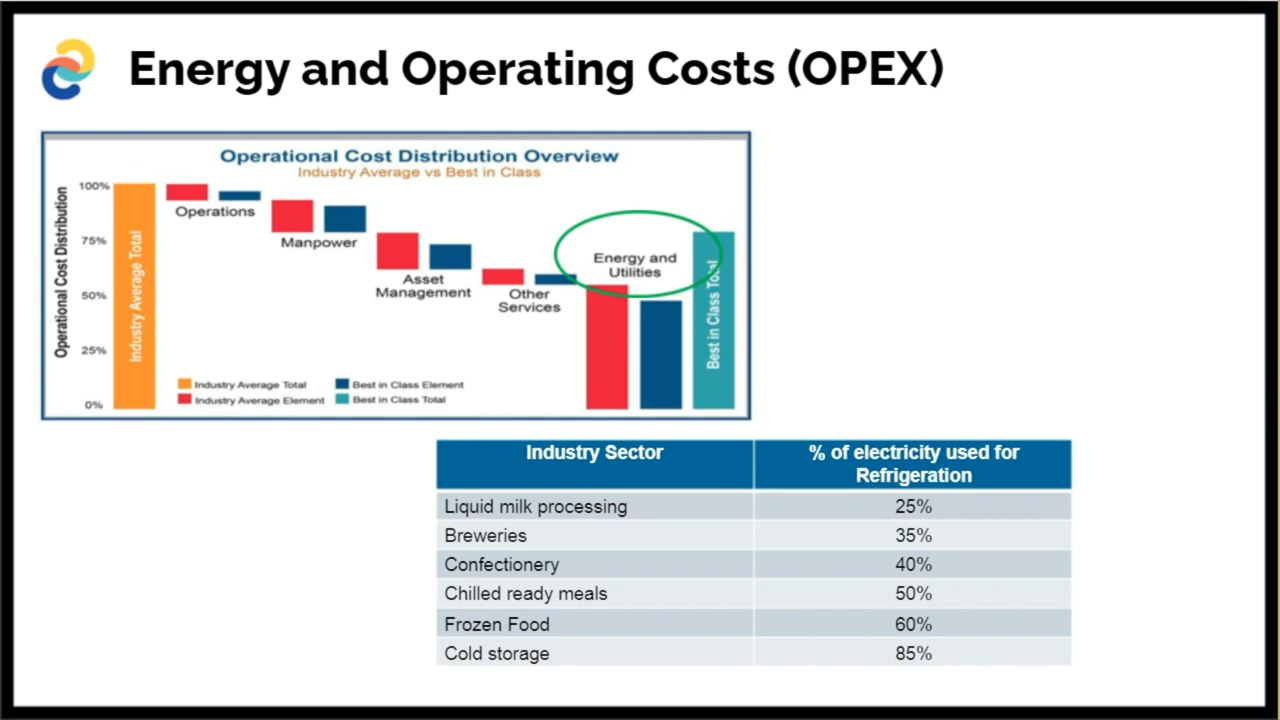 Energy and Operating Costs (OPEX)
Operational Cost Distribution Overview
Industry Average vs Best in Class
Operational Cost Distribution
100%
75%
50%
25%
0%
Industry Average Total
Operations
Manpower
Asset
Management
Other
Services
Energy and
Utilities
Best in Class Total
Industry Average Total
Best in Class Element
Industry Average Element
Best in Class Total
Industry Sector
% of electricity used for
Refrigeration
Liquid milk processing 25%
Breweries 35%
Confectionery 40%
Chilled ready meals 50%
Frozen Food 60%
Cold storage 85%